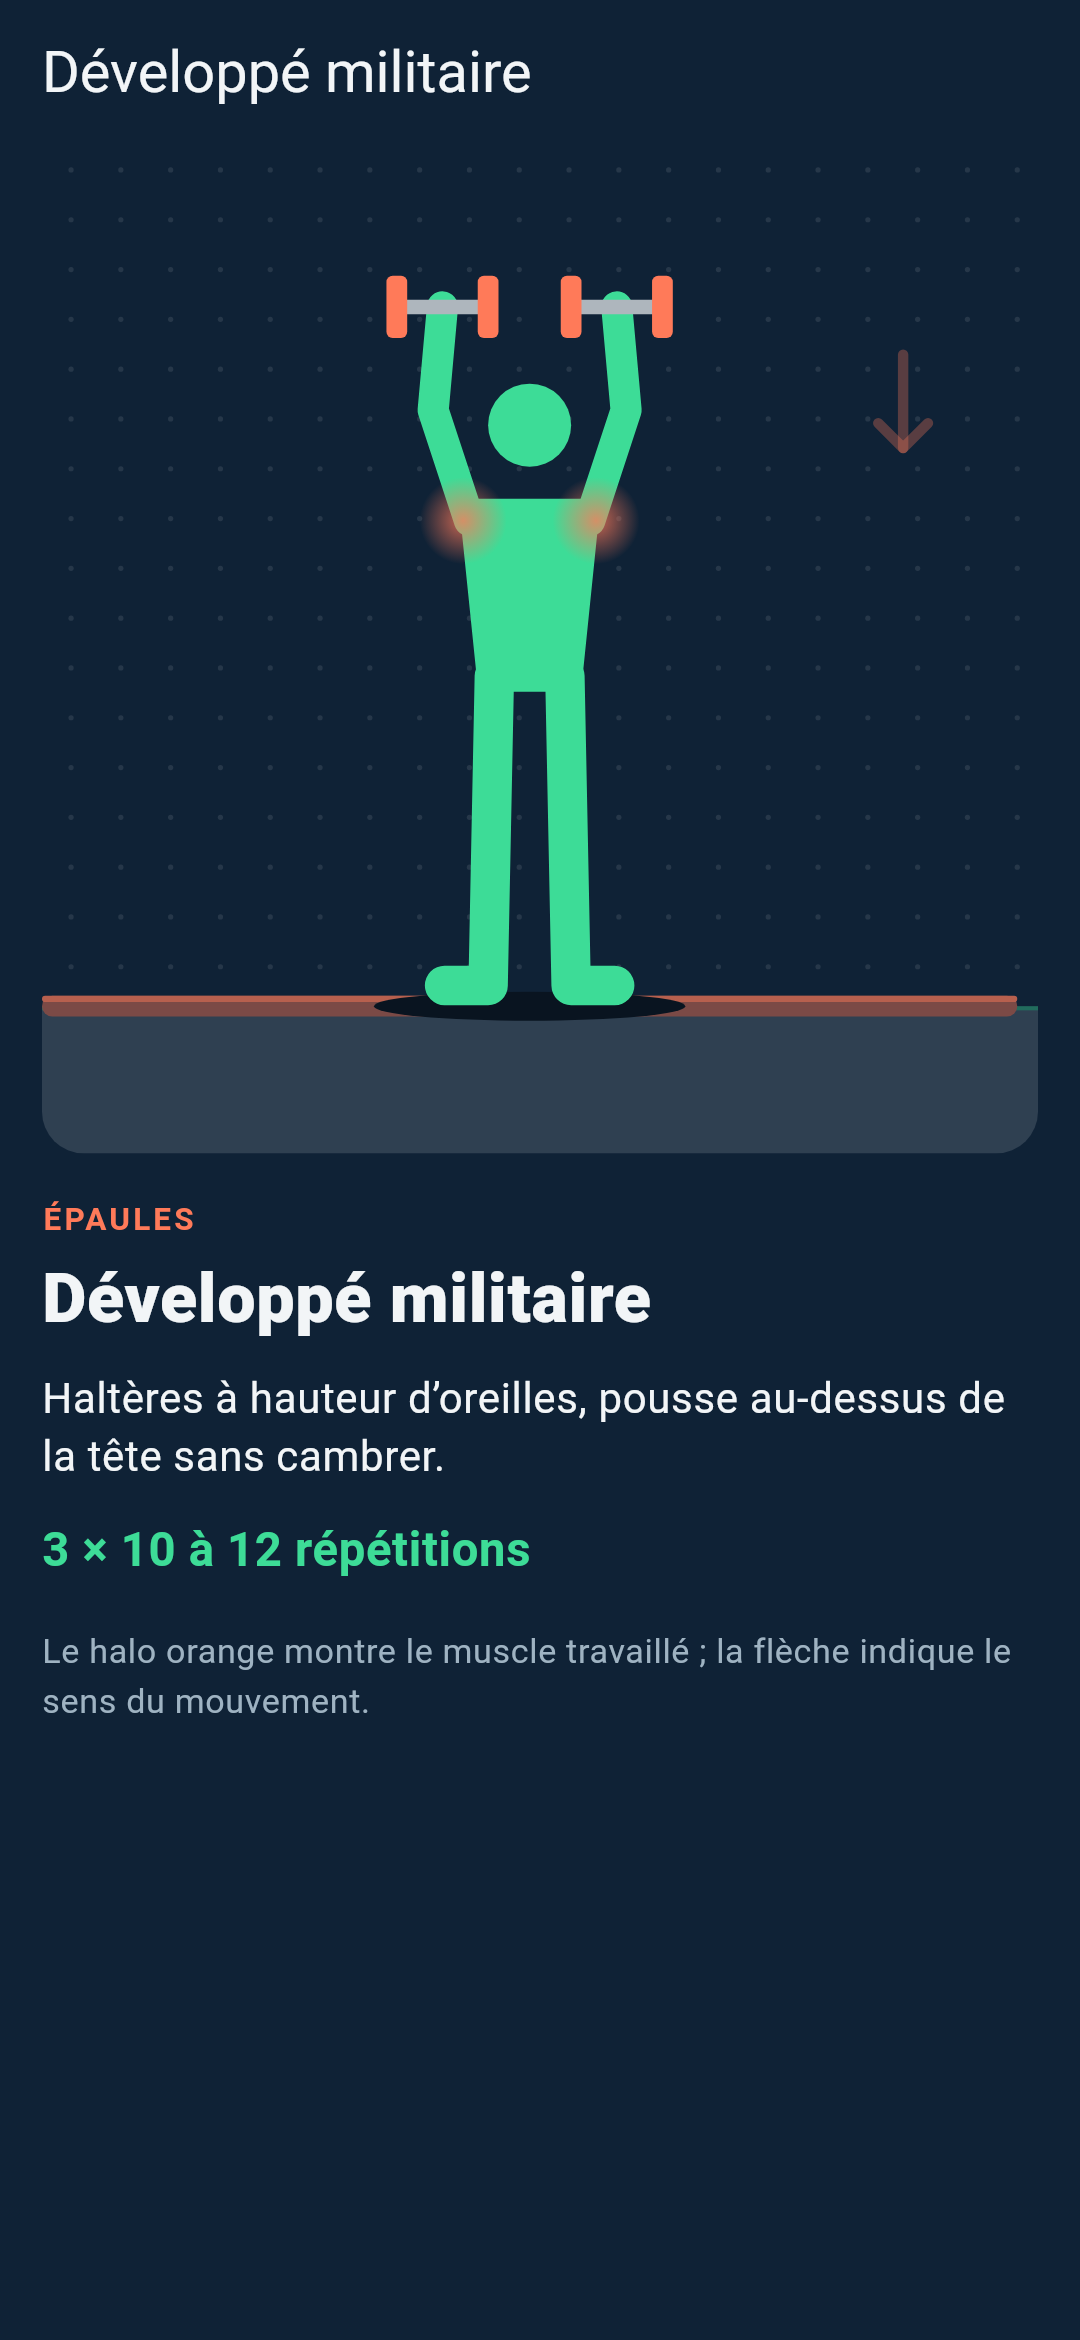 Développé militaire
ÉPAULES
Développé militaire
Haltères à hauteur d’oreilles, pousse au-dessus de
la tête sans cambrer.
3 × 10 à 12 répétitions
Le halo orange montre le muscle travaillé ; la flèche indique le
sens du mouvement.